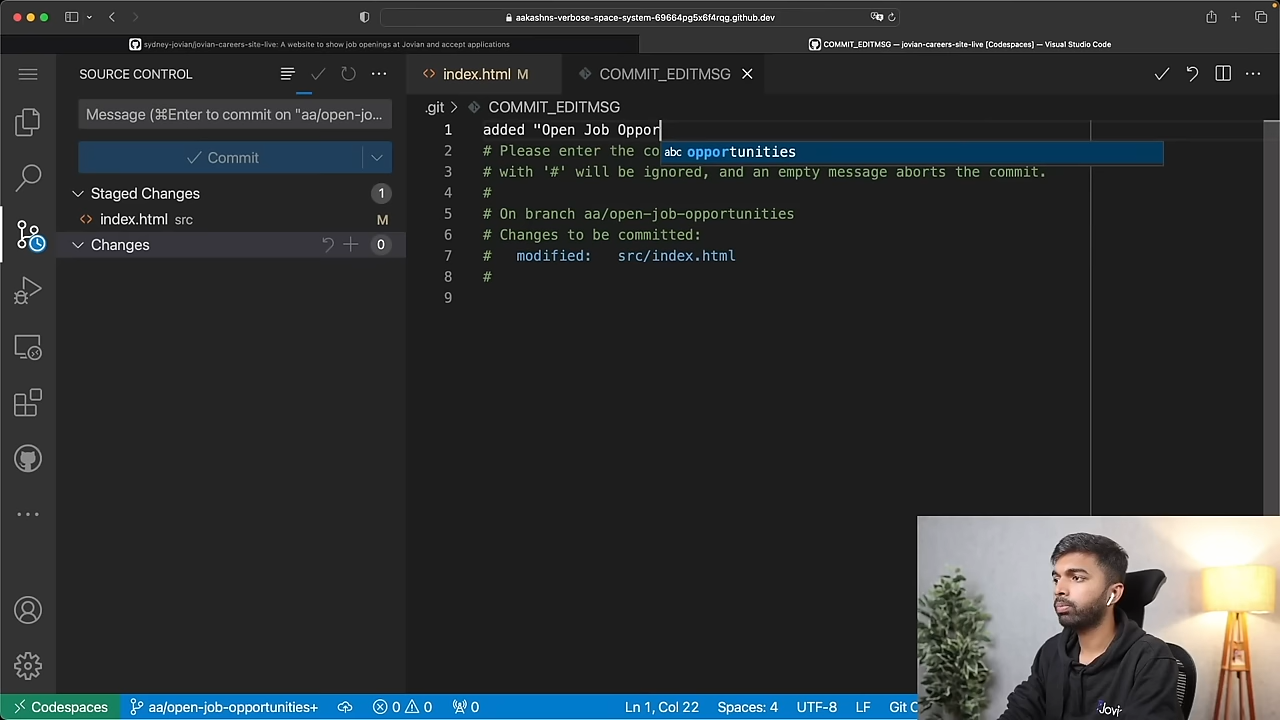 aakashns-verbose-space-system-69664pg5x6f4rqg.github.dev
sydney-jovian/jovian-careers-site-live: A website to show job openings at Jovian and accept applications
COMMIT_EDITMSG — jovian-careers-site-live [Codespaces] — Visual Studio Code
SOURCE CONTROL
index.html M
COMMIT_EDITMSG
Message (⌘Enter to commit on "aa/open-jo...
.git > COMMIT_EDITMSG
Commit
Staged Changes 1
index.html src M
Changes 0
1 added "Open Job Oppor
abc opportunities
2 # Please enter the co
3 # with '#' will be ignored, and an empty message aborts the commit.
4 #
5 # On branch aa/open-job-opportunities
6 # Changes to be committed:
7 # modified: src/index.html
8 #
9
Jovi
Codespaces
aa/open-job-opportunities+
0 0
0
Ln 1, Col 22
Spaces: 4
UTF-8
LF
Git C